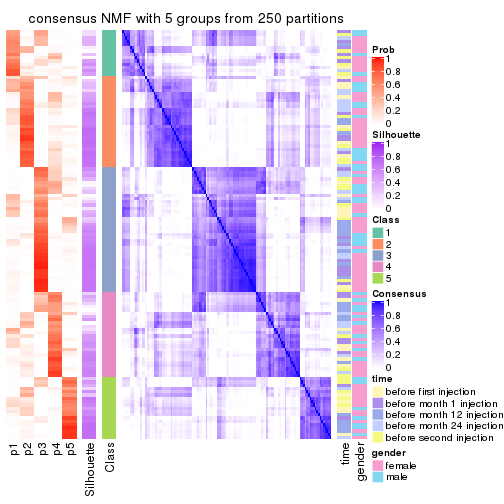 consensus NMF with 5 groups from 250 partitions
Prob
1
0.8
0.6
0.4
0.2
0
Silhouette
1
0.8
0.6
0.4
0.2
0
Class
1
2
3
4
5
Consensus
1
0.8
0.6
0.4
0.2
0
time
before first injection
before month 1 injection
before month 12 injection
before month 24 injection
before second injection
gender
female
male
p1
p2
p3
p4
p5
Silhouette
Class
time
gender